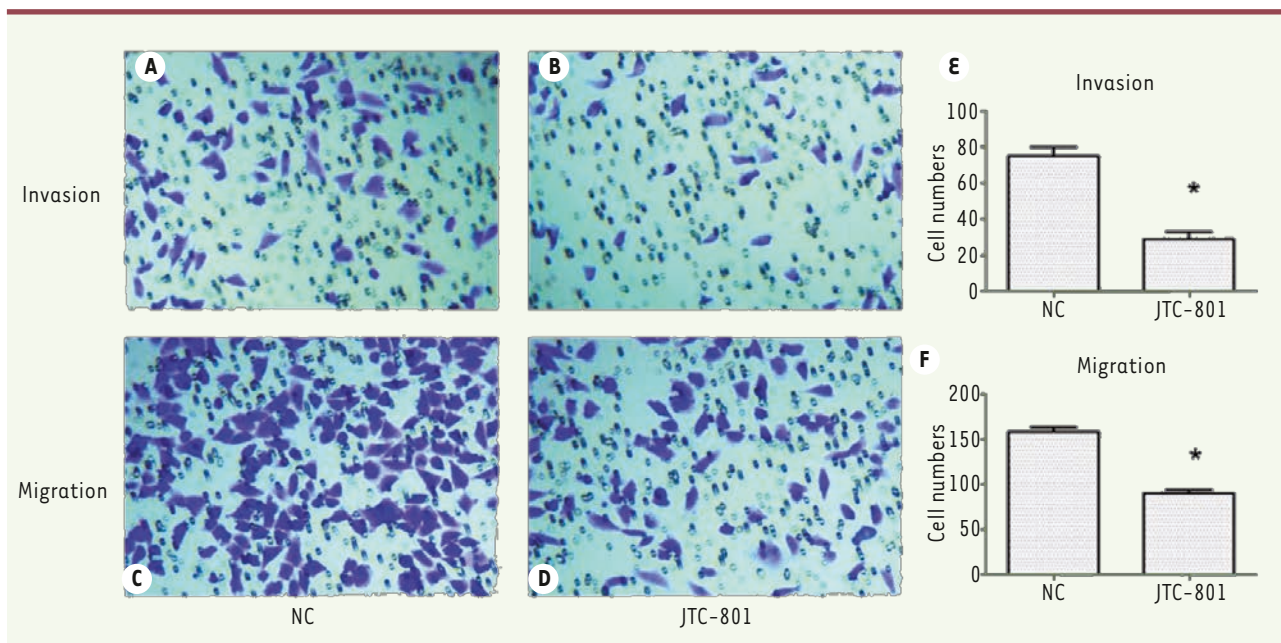 A
B
Invasion
C
D
Migration
NC
JTC-801
E
Invasion
Cell numbers
100
80
60
40
20
0
*
NC
JTC-801
F
Migration
Cell numbers
200
150
100
50
0
*
NC
JTC-801